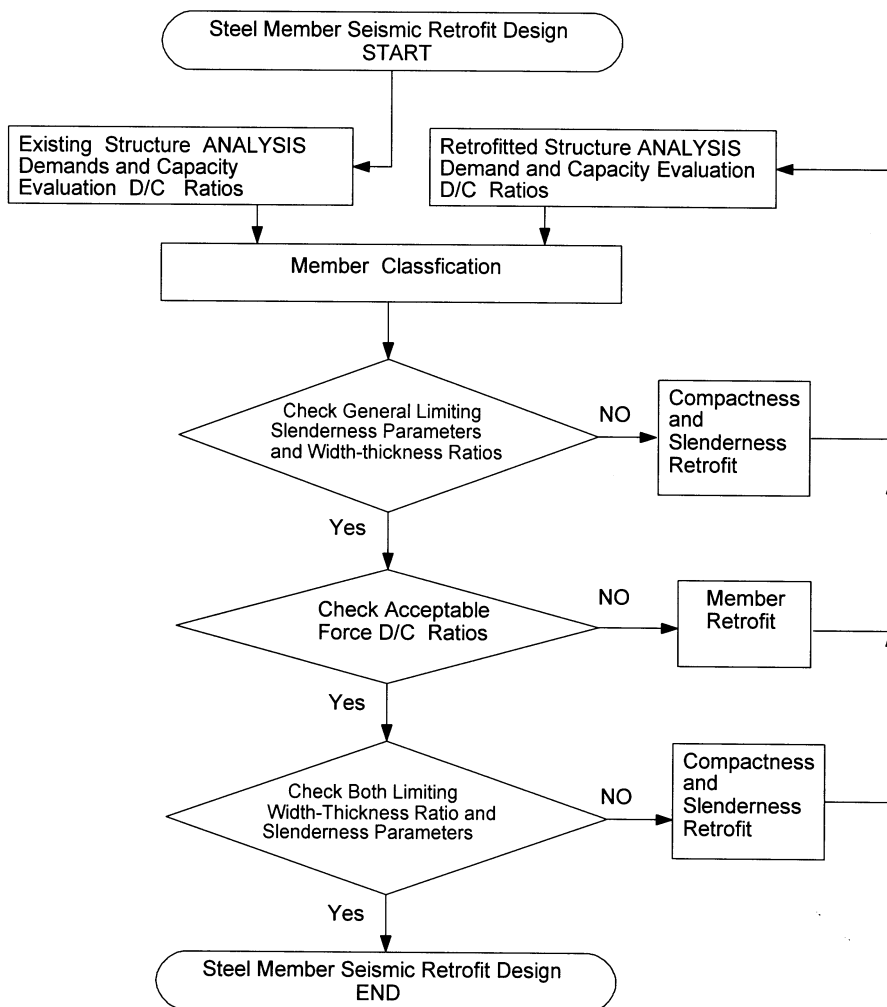 Steel Member Seismic Retrofit Design
START
Existing Structure ANALYSIS
Demands and Capacity
Evaluation D/C Ratios
Retrofitted Structure ANALYSIS
Demand and Capacity Evaluation
D/C Ratios
Member Classfication
Check General Limiting
Slenderness Parameters
and Width-thickness Ratios
NO
Compactness
and
Slenderness
Retrofit
Yes
Check Acceptable
Force D/C Ratios
NO
Member
Retrofit
Yes
Check Both Limiting
Width-Thickness Ratio and
Slenderness Parameters
NO
Compactness
and
Slenderness
Retrofit
Yes
Steel Member Seismic Retrofit Design
END